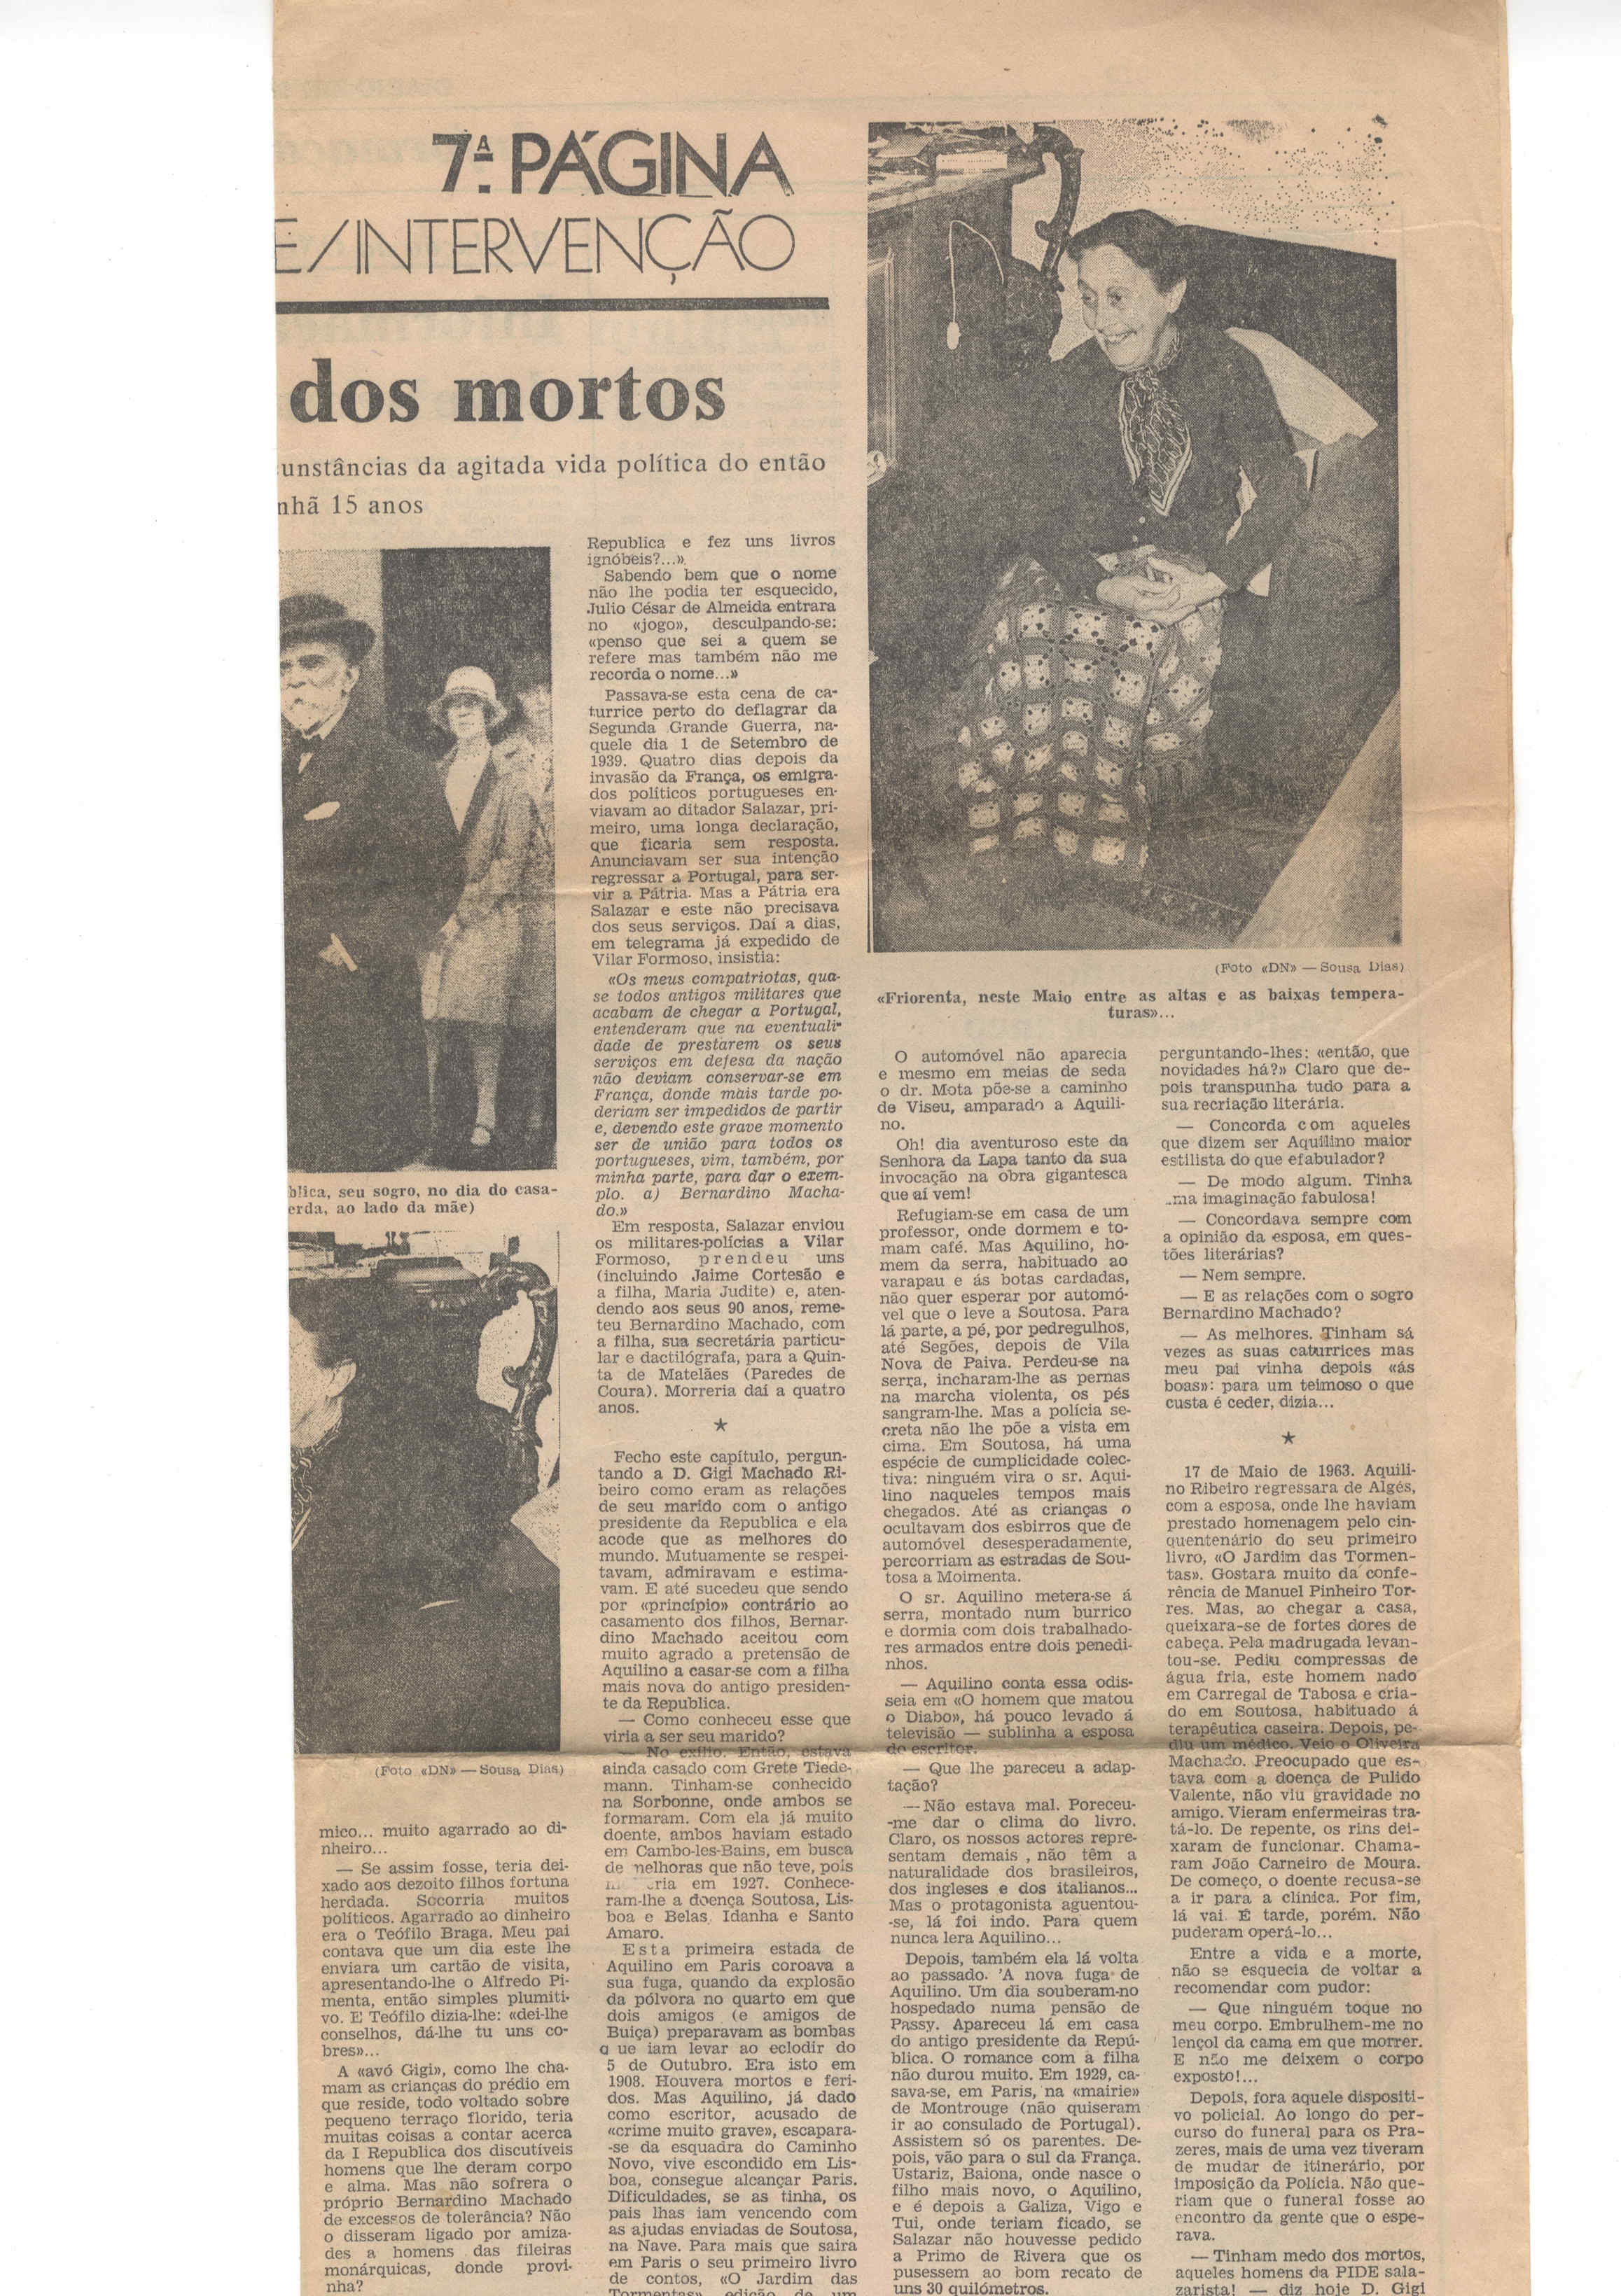 7.ª PÁGINA
E/INTERVENÇÃO
dos mortos
unstâncias da agitada vida política do então
nhã 15 anos
blica, seu sogro, no dia do casa-
erda, ao lado da mãe)
(Foto «DN» — Sousa Dias)
mico... muito agarrado ao di-
nheiro...
— Se assim fosse, teria dei-
xado aos dezoito filhos fortuna
herdada. Socorria muitos
políticos. Agarrado ao dinheiro
era o Teófilo Braga. Meu pai
contava que um dia este lhe
enviara um cartão de visita,
apresentando-lhe o Alfredo Pi-
menta, então simples plumiti-
vo. E Teófilo dizia-lhe: «dei-lhe
conselhos, dá-lhe tu uns co-
bres»...
A «avó Gigi», como lhe cha-
mam as crianças do prédio em
que reside, todo voltado sobre
pequeno terraço florido, teria
muitas coisas a contar acerca
da I Republica dos discutíveis
homens que lhe deram corpo
e alma. Mas não sofrera o
próprio Bernardino Machado
de excessos de tolerância? Não
o disseram ligado por amiza-
des a homens das fileiras
monárquicas, donde provi-
nha?
Republica e fez uns livros
ignóbeis?...»
Sabendo bem que o nome
não lhe podia ter esquecido,
Julio César de Almeida entrara
no «jogo», desculpando-se:
«penso que sei a quem se
refere mas também não me
recorda o nome...»
Passava-se esta cena de ca-
turrice perto do deflagrar da
Segunda Grande Guerra, na-
quele dia 1 de Setembro de
1939. Quatro dias depois da
invasão da França, os emigra-
dos políticos portugueses en-
viavam ao ditador Salazar, pri-
meiro, uma longa declaração,
que ficaria sem resposta.
Anunciavam ser sua intenção
regressar a Portugal, para ser-
vir a Pátria. Mas a Pátria era
Salazar e este não precisava
dos seus serviços. Daí a dias,
em telegrama já expedido de
Vilar Formoso, insistia:
«Os meus compatriotas, qua-
se todos antigos militares que
acabam de chegar a Portugal,
entenderam que na eventuali-
dade de prestarem os seus
serviços em defesa da nação
não deviam conservar-se em
França, donde mais tarde po-
deriam ser impedidos de partir
e, devendo este grave momento
ser de união para todos os
portugueses, vim, também, por
minha parte, para dar o exem-
plo. a) Bernardino Macha-
do.»
Em resposta, Salazar enviou
os militares-polícias a Vilar
Formoso, prendeu uns
(incluindo Jaime Cortesão e
a filha, Maria Judite) e, aten-
dendo aos seus 90 anos, reme-
teu Bernardino Machado, com
a filha, sua secretária particu-
lar e dactilógrafa, para a Quin-
ta de Matelães (Paredes de
Coura). Morreria daí a quatro
anos.
★
Fecho este capítulo, pergun-
tando a D. Gigi Machado Ri-
beiro como eram as relações
de seu marido com o antigo
presidente da Republica e ela
acode que as melhores do
mundo. Mutuamente se respei-
tavam, admiravam e estima-
vam. E até sucedeu que sendo
por «princípio» contrário ao
casamento dos filhos, Bernar-
dino Machado aceitou com
muito agrado a pretensão de
Aquilino a casar-se com a filha
mais nova do antigo presiden-
te da Republica.
— Como conheceu esse que
viria a ser seu marido?
— No exílio. Então, estava
ainda casado com Grete Tiede-
mann. Tinham-se conhecido
na Sorbonne, onde ambos se
formaram. Com ela já muito
doente, ambos haviam estado
em Cambo-les-Bains, em busca
de melhoras que não teve, pois
em 1927. Conhece-
ram-lhe a doença Soutosa, Lis-
boa e Belas. Idanha e Santo
Amaro.
Esta primeira estada de
Aquilino em Paris coroava a
sua fuga, quando da explosão
da pólvora no quarto em que
dois amigos (e amigos de
Buiça) preparavam as bombas
que iam levar ao eclodir do
5 de Outubro. Era isto em
1908. Houvera mortos e feri-
dos. Mas Aquilino, já dado
como escritor, acusado de
«crime muito grave», escapara-
-se da esquadra do Caminho
Novo, vive escondido em Lis-
boa, consegue alcançar Paris.
Dificuldades, se as tinha, os
pais lhas iam vencendo com
as ajudas enviadas de Soutosa,
na Nave. Para mais que saira
em Paris o seu primeiro livro
de contos, «O Jardim das
Tormentas», edição de um
(Foto «DN» — Sousa Dias)
«Friorenta, neste Maio entre as altas e as baixas tempera-
turas»...
O automóvel não aparecia
e mesmo em meias de seda
o dr. Mota põe-se a caminho
de Viseu, amparado a Aquili-
no.
Oh! dia aventuroso este da
Senhora da Lapa tanto da sua
invocação na obra gigantesca
que aí vem!
Refugiam-se em casa de um
professor, onde dormem e to-
mam café. Mas Aquilino, ho-
mem da serra, habituado ao
varapau e ás botas cardadas,
não quer esperar por automó-
vel que o leve a Soutosa. Para
lá parte, a pé, por pedregulhos,
até Segões, depois de Vila
Nova de Paiva. Perdeu-se na
serra, incharam-lhe as pernas
na marcha violenta, os pés
sangram-lhe. Mas a polícia se-
creta não lhe põe a vista em
cima. Em Soutosa, há uma
espécie de cumplicidade colec-
tiva: ninguém vira o sr. Aqui-
lino naqueles tempos mais
chegados. Até as crianças o
ocultavam dos esbirros que de
automóvel desesperadamente,
percorriam as estradas de Sou-
tosa a Moimenta.
O sr. Aquilino metera-se á
serra, montado num burrico
e dormia com dois trabalhado-
res armados entre dois penedi-
nhos.
— Aquilino conta essa odis-
seia em «O homem que matou
o Diabo», há pouco levado á
televisão — sublinha a esposa
do escritor.
— Que lhe pareceu a adap-
tação?
— Não estava mal. Poreceu-
-me dar o clima do livro.
Claro, os nossos actores repre-
sentam demais , não têm a
naturalidade dos brasileiros,
dos ingleses e dos italianos...
Mas o protagonista aguentou-
-se, lá foi indo. Para quem
nunca lera Aquilino...
Depois, também ela lá volta
ao passado. 'A nova fuga de
Aquilino. Um dia souberam-no
hospedado numa pensão de
Passy. Apareceu lá em casa
do antigo presidente da Repú-
blica. O romance com a filha
não durou muito. Em 1929, ca-
sava-se, em Paris, na «mairie»
de Montrouge (não quiseram
ir ao consulado de Portugal).
Assistem só os parentes. De-
pois, vão para o sul da França.
Ustariz, Baiona, onde nasce o
filho mais novo, o Aquilino,
e é depois a Galiza, Vigo e
Tui, onde teriam ficado, se
Salazar não houvesse pedido
a Primo de Rivera que os
pusessem ao bom recato de
uns 30 quilómetros.
perguntando-lhes: «então, que
novidades há?» Claro que de-
pois transpunha tudo para a
sua recriação literária.
— Concorda com aqueles
que dizem ser Aquilino maior
estilista do que efabulador?
— De modo algum. Tinha
ma imaginação fabulosa!
— Concordava sempre com
a opinião da esposa, em ques-
tões literárias?
— Nem sempre.
— E as relações com o sogro
Bernardino Machado?
— As melhores. Tinham sá
vezes as suas caturrices mas
meu pai vinha depois «ás
boas»: para um teimoso o que
custa é ceder, dizia...
★
17 de Maio de 1963. Aquili-
no Ribeiro regressara de Algés,
com a esposa, onde lhe haviam
prestado homenagem pelo cin-
quentenário do seu primeiro
livro, «O Jardim das Tormen-
tas». Gostara muito da confe-
rência de Manuel Pinheiro Tor-
res. Mas, ao chegar a casa,
queixara-se de fortes dores de
cabeça. Pela madrugada levan-
tou-se. Pediu compressas de
água fria, este homem nado
em Carregal de Tabosa e cria-
do em Soutosa, habituado á
terapêutica caseira. Depois, pe-
diu um médico. Veio o Oliveira
Machado. Preocupado que es-
tava com a doença de Pulido
Valente, não viu gravidade no
amigo. Vieram enfermeiras tra-
tá-lo. De repente, os rins dei-
xaram de funcionar. Chama-
ram João Carneiro de Moura.
De começo, o doente recusa-se
a ir para a clínica. Por fim,
lá vai. É tarde, porém. Não
puderam operá-lo...
Entre a vida e a morte,
não se esquecia de voltar a
recomendar com pudor:
— Que ninguém toque no
meu corpo. Embrulhem-me no
lençol da cama em que morrer.
E não me deixem o corpo
exposto!...
Depois, fora aquele dispositi-
vo policial. Ao longo do per-
curso do funeral para os Pra-
zeres, mais de uma vez tiveram
de mudar de itinerário, por
imposição da Polícia. Não que-
riam que o funeral fosse ao
encontro da gente que o espe-
rava.
— Tinham medo dos mortos,
aqueles homens da PIDE sala-
zarista! — diz hoje D. Gigi